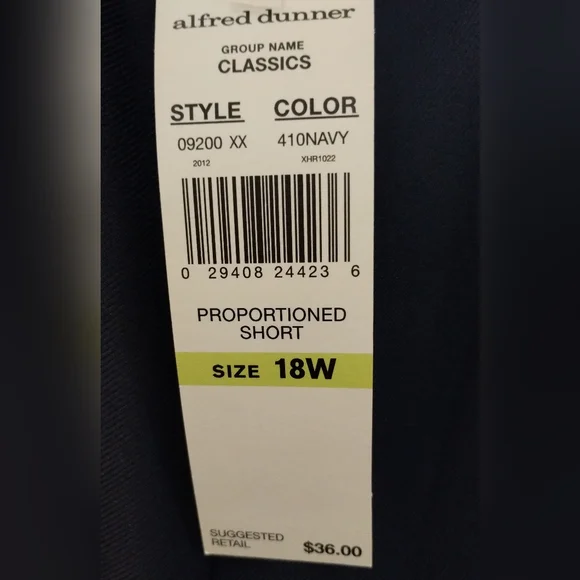 alfred dunner
GROUP NAME
CLASSICS
STYLE COLOR
09200 XX 410NAVY
2012 XHR1022
0 29408 24423 6
PROPORTIONED
SHORT
SIZE 18W
SUGGESTED
RETAIL $36.00